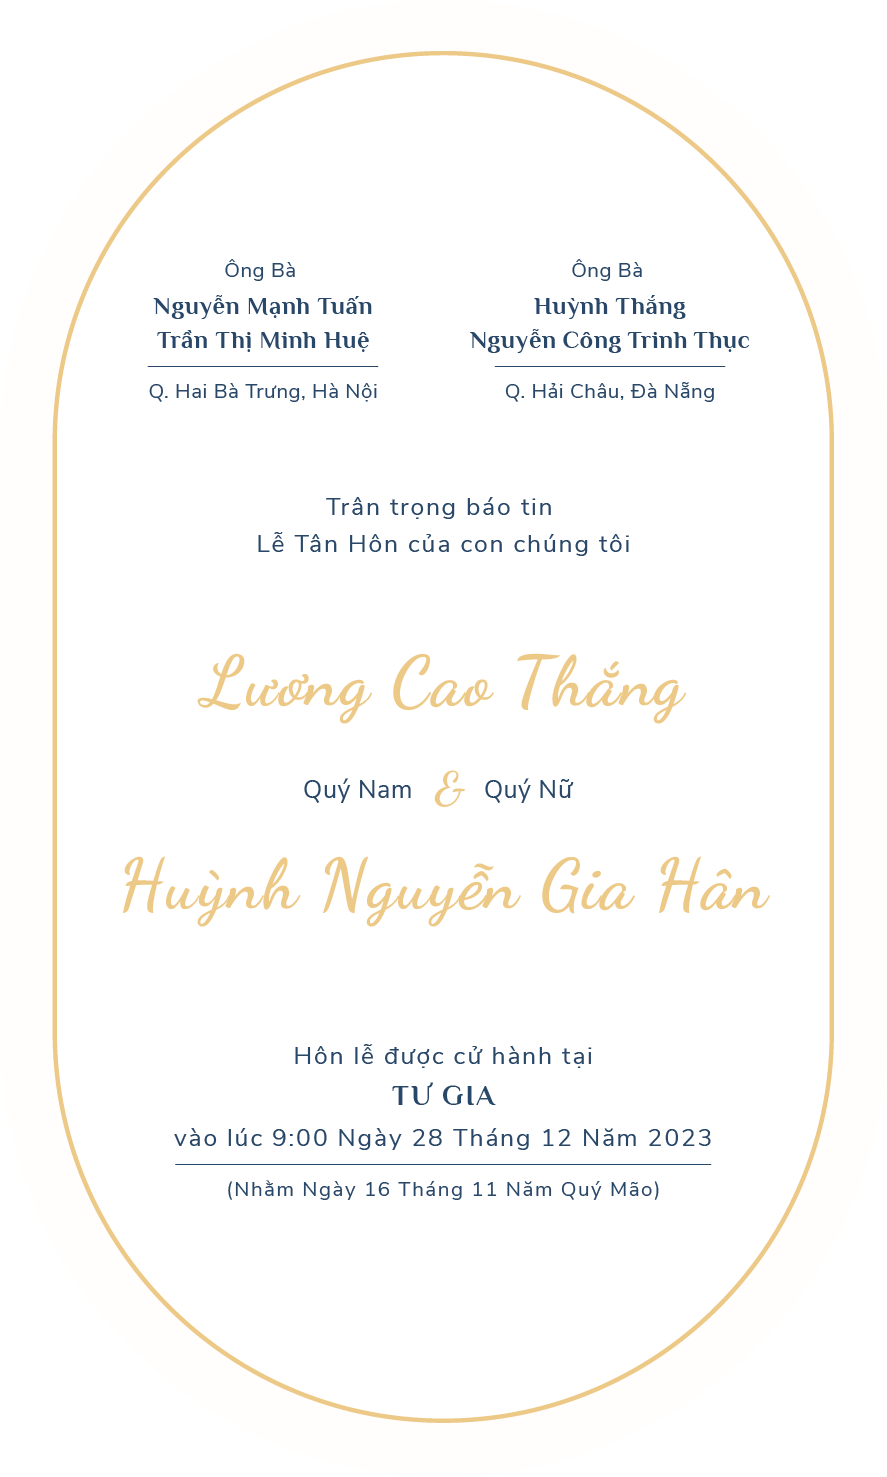 Ông Bà
Nguyễn Mạnh Tuấn
Trần Thị Minh Huệ
Q. Hai Bà Trưng, Hà Nội
Ông Bà
Huỳnh Thắng
Nguyễn Công Trinh Thục
Q. Hải Châu, Đà Nẵng
Trân trọng báo tin
Lễ Tân Hôn của con chúng tôi
Lương Cao Thắng
Quý Nam & Quý Nữ
Huỳnh Nguyễn Gia Hân
Hôn lễ được cử hành tại
TƯ GIA
vào lúc 9:00 Ngày 28 Tháng 12 Năm 2023
(Nhằm Ngày 16 Tháng 11 Năm Quý Mão)